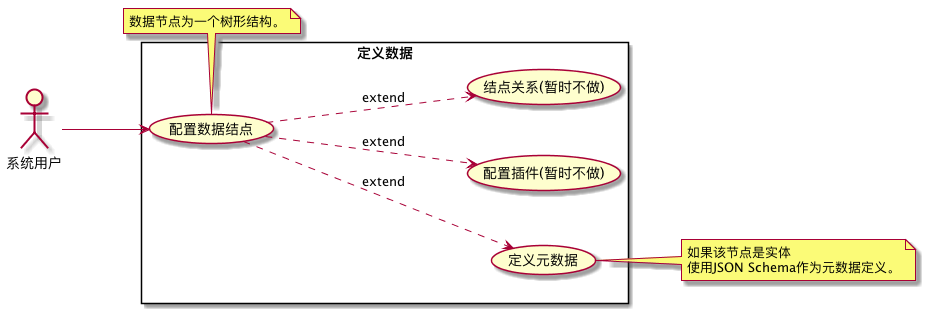 数据节点为一个树形结构。
定义数据
结点关系(暂时不做)
extend
配置数据结点
系统用户
extend
配置插件(暂时不做)
extend
定义元数据
如果该节点是实体
使用JSON Schema作为元数据定义。